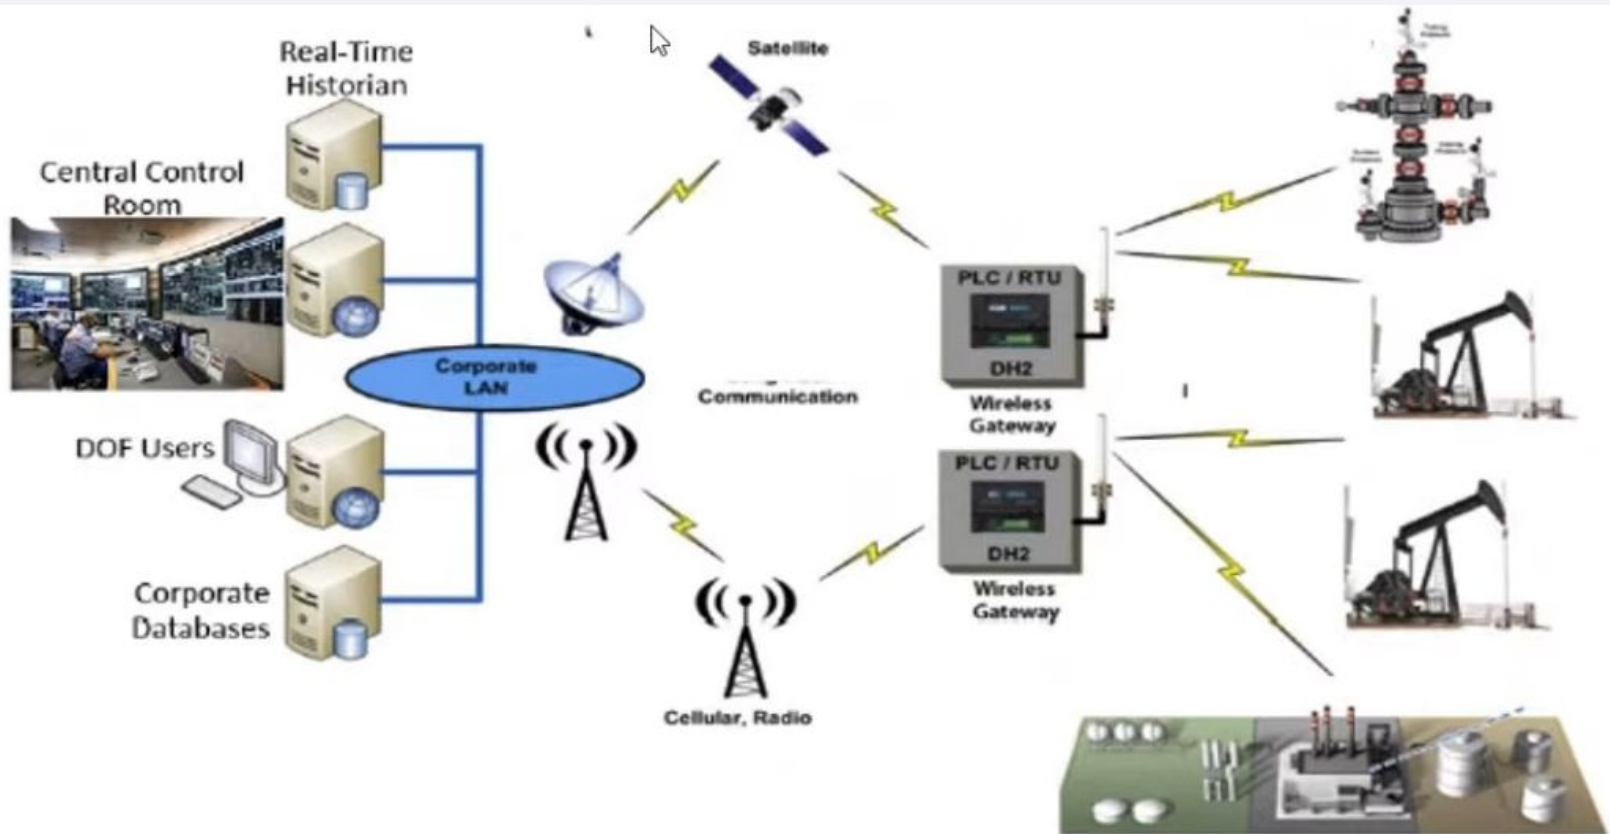 Real-Time
Historian
Central Control
Room
Satellite
Corporate
LAN
Communication
DOF Users
Corporate
Databases
Cellular, Radio
PLC / RTU
DH2
Wireless
Gateway
PLC / RTU
DH2
Wireless
Gateway